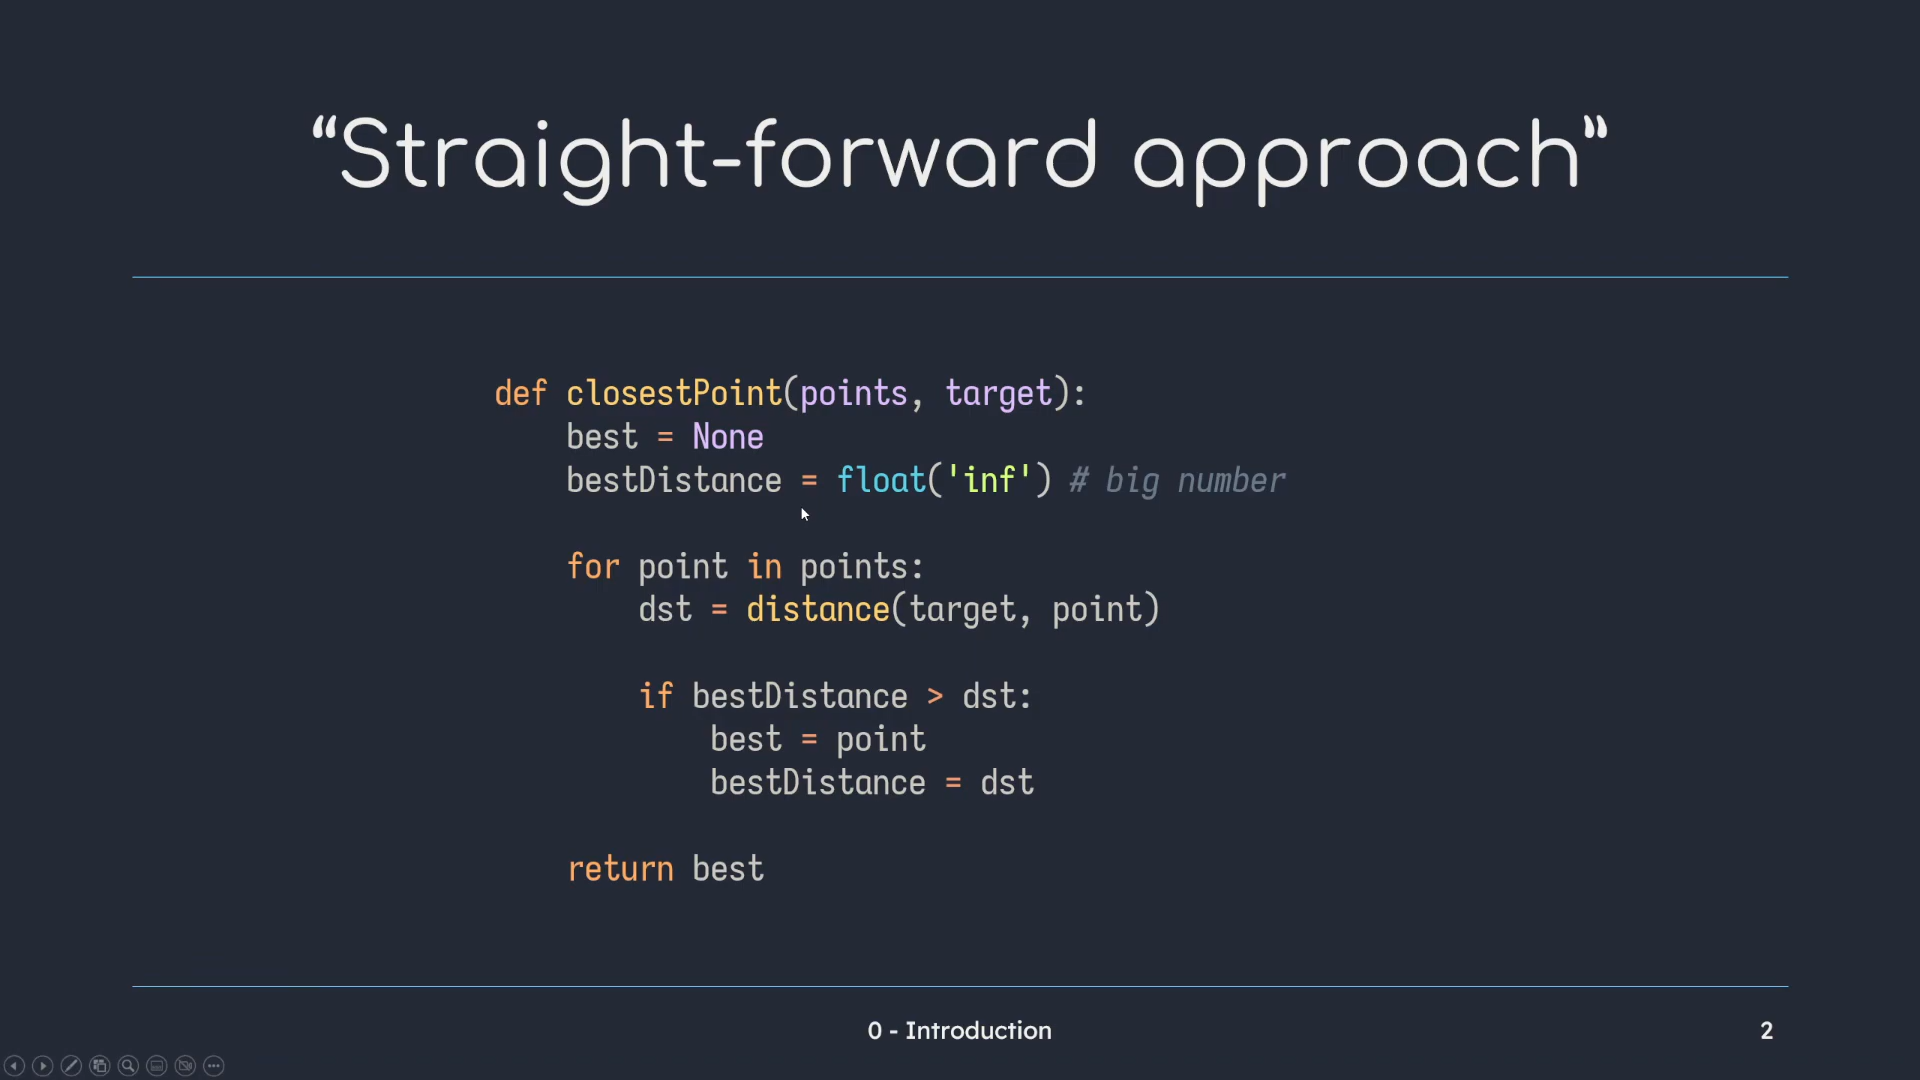 “Straight-forward approach”
def closestPoint(points, target):
    best = None
    bestDistance = float('inf') # big number
    for point in points:
        dst = distance(target, point)
        if bestDistance > dst:
            best = point
            bestDistance = dst
    return best
0 - Introduction
2